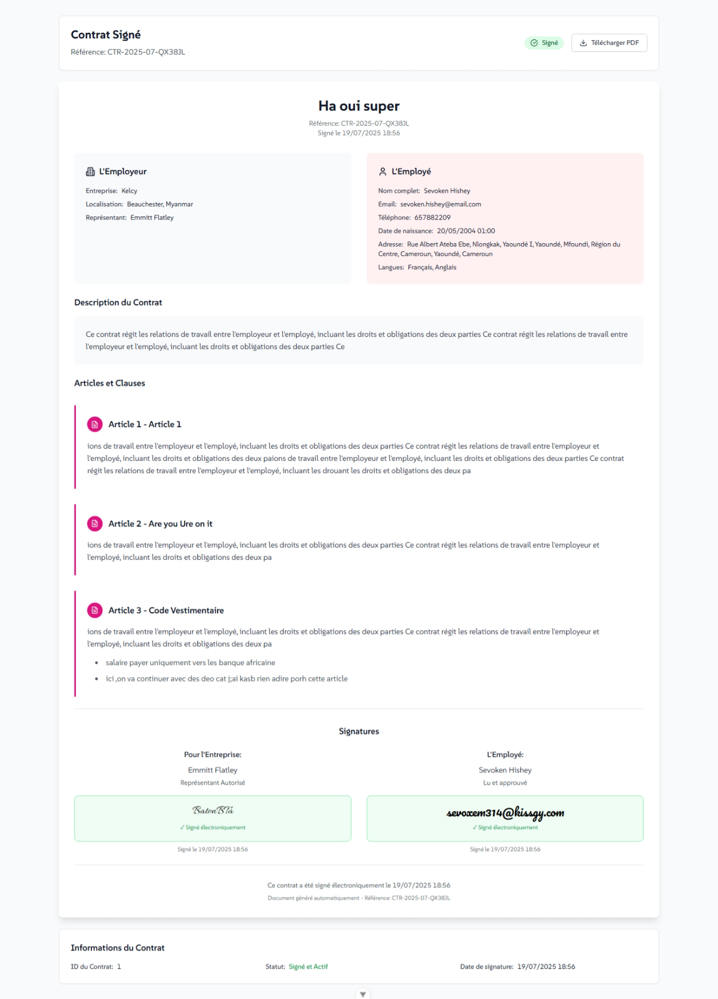 Contrat Signé
Référence: CTR-2025-07-QX38JL
Signé
Télécharger PDF
Ha oui super
Référence: CTR-2025-07-QX38JL
Signé le 19/07/2025 18:56
L'Employeur
Entreprise: Kelcy
Localisation: Beauchester, Myanmar
Représentant: Emmitt Flatley
L'Employé
Nom complet: Sevoken Hishey
Email: sevoken.hishey@email.com
Téléphone: 657882209
Date de naissance: 20/05/2004 01:00
Adresse: Rue Albert Ateba Ebe, Nlongkak, Yaoundé I, Yaoundé, Mfoundi, Région du
Centre, Cameroun, Yaoundé, Cameroun
Langues: Français, Anglais
Description du Contrat
Ce contrat régit les relations de travail entre l'employeur et l'employé, incluant les droits et obligations des deux parties Ce contrat régit les relations de travail entre
l'employeur et l'employé, incluant les droits et obligations des deux parties Ce
Articles et Clauses
Article 1 - Article 1
ions de travail entre l'employeur et l'employé, incluant les droits et obligations des deux parties Ce contrat régit les relations de travail entre l'employeur et
l'employé, incluant les droits et obligations des deux paions de travail entre l'employeur et l'employé, incluant les droits et obligations des deux parties Ce contrat
régit les relations de travail entre l'employeur et l'employé, incluant les drouant les droits et obligations des deux pa
Article 2 - Are you Ure on it
ions de travail entre l'employeur et l'employé, incluant les droits et obligations des deux parties Ce contrat régit les relations de travail entre l'employeur et
l'employé, incluant les droits et obligations des deux pa
Article 3 - Code Vestimentaire
ions de travail entre l'employeur et l'employé, incluant les droits et obligations des deux parties Ce contrat régit les relations de travail entre l'employeur et
l'employé, incluant les droits et obligations des deux pa
• salaire payer uniquement vers les banque africaine
• ici ,on va continuer avec des deo cat j;ai kasb rien adire porh cette article
Signatures
Pour l'Entreprise:
Emmitt Flatley
Représentant Autorisé
BatonBTa
✓ Signé électroniquement
Signé le 19/07/2025 18:56
L'Employé:
Sevoken Hishey
Lu et approuvé
sevoxem314@kissgy.com
✓ Signé électroniquement
Signé le 19/07/2025 18:56
Ce contrat a été signé électroniquement le 19/07/2025 18:56
Document généré automatiquement - Référence: CTR-2025-07-QX38JL
Informations du Contrat
ID du Contrat: 1
Statut: Signé et Actif
Date de signature: 19/07/2025 18:56